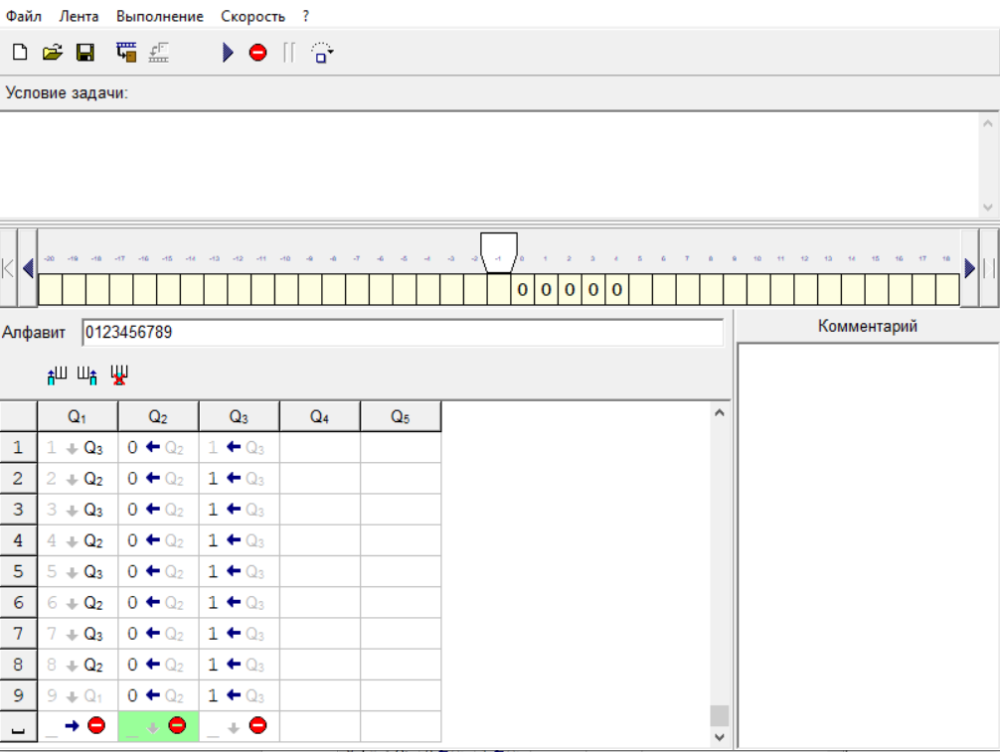 Файл Лента Выполнение Скорость ?
Условие задачи:
-20 -19 -18 -17 -16 -15 -14 -13 -12 -11 -10 -9 -8 -7 -6 -5 -4 -3 -2 -1 0 1 2 3 4 5 6 7 8 9 10 11 12 13 14 15 16 17 18
0 0 0 0 0
Алфавит 0123456789
Комментарий
Q1 Q2 Q3 Q4 Q5
1 1 Q3 0 Q2 1 Q3
2 2 Q2 0 Q2 1 Q3
3 3 Q3 0 Q2 1 Q3
4 4 Q2 0 Q2 1 Q3
5 5 Q3 0 Q2 1 Q3
6 6 Q2 0 Q2 1 Q3
7 7 Q3 0 Q2 1 Q3
8 8 Q2 0 Q2 1 Q3
9 9 Q1 0 Q2 1 Q3
_ _ _